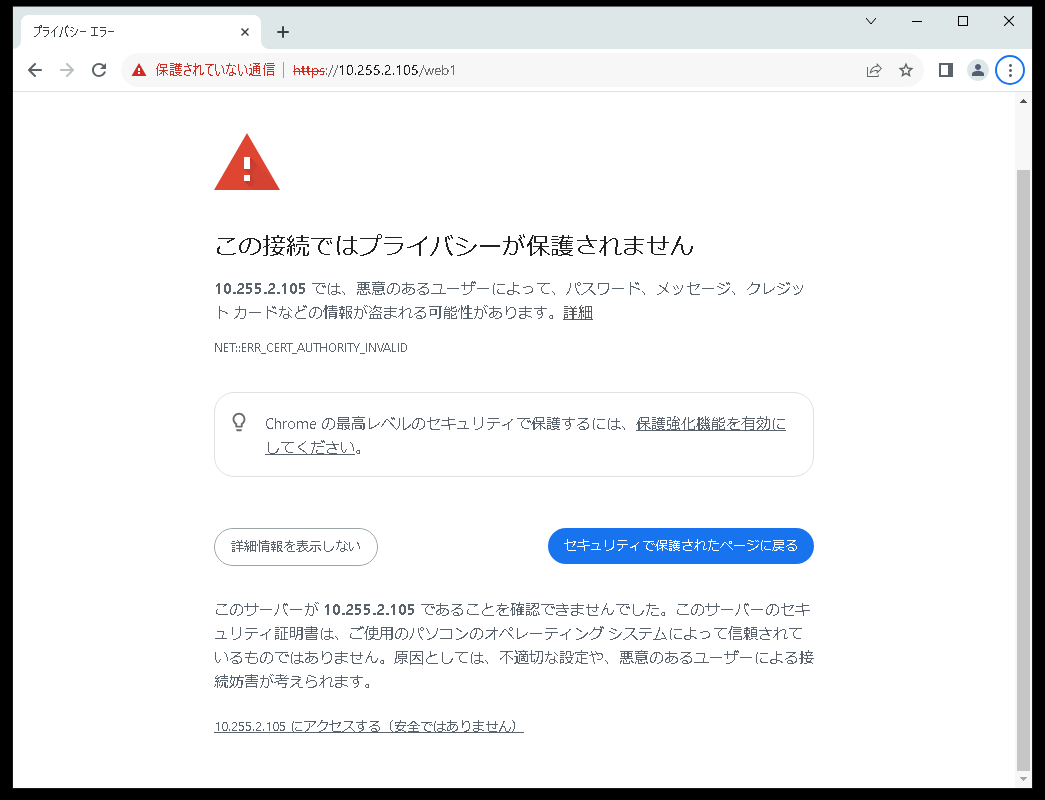 プライバシー エラー
保護されていない通信 | https://10.255.2.105/web1
この接続ではプライバシーが保護されません
10.255.2.105 では、悪意のあるユーザーによって、パスワード、メッセージ、クレジッ
ト カードなどの情報が盗まれる可能性があります。詳細
NET::ERR_CERT_AUTHORITY_INVALID
Chrome の最高レベルのセキュリティで保護するには、保護強化機能を有効に
してください。
詳細情報を表示しない
セキュリティで保護されたページに戻る
このサーバーが 10.255.2.105 であることを確認できませんでした。このサーバーのセキ
ュリティ証明書は、ご使用のパソコンのオペレーティング システムによって信頼されて
いるものではありません。原因としては、不適切な設定や、悪意のあるユーザーによる接
続妨害が考えられます。
10.255.2.105 にアクセスする（安全ではありません）